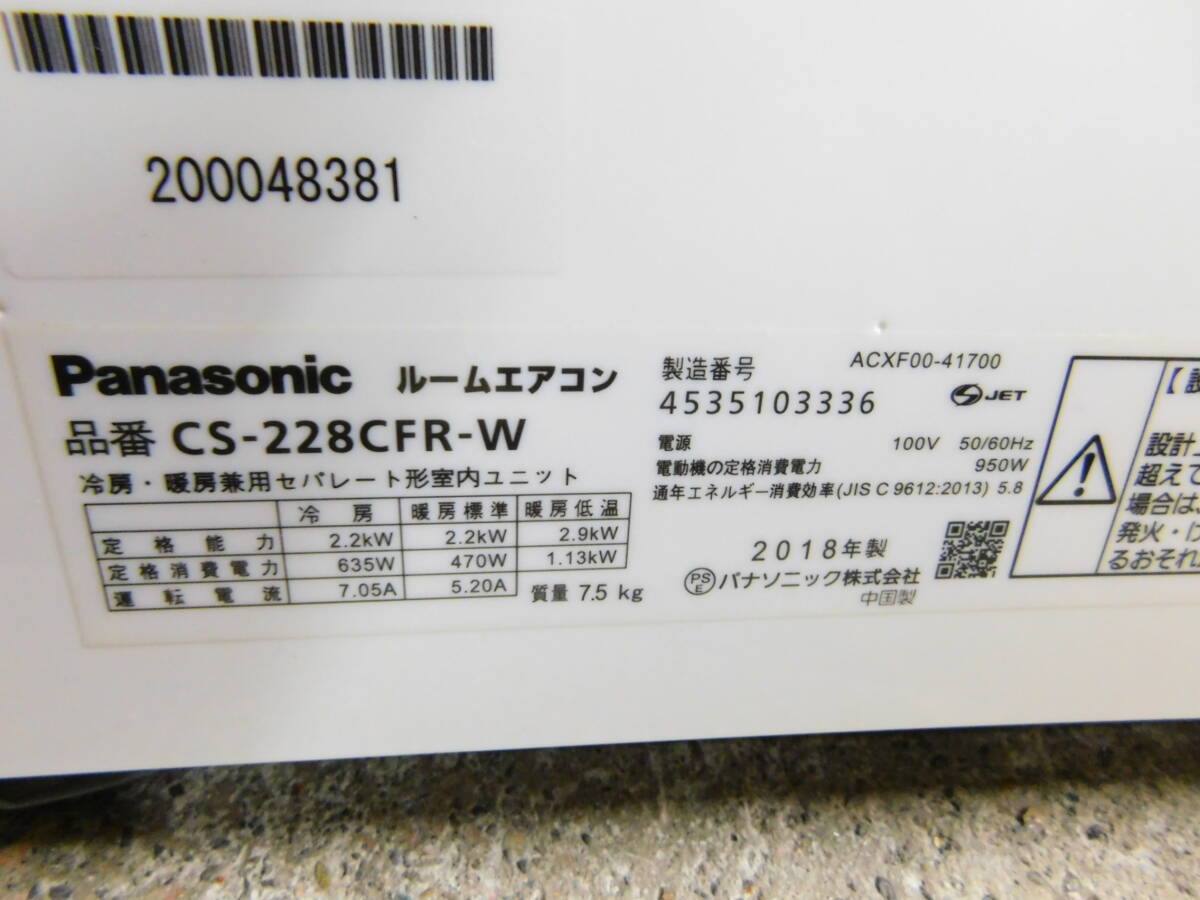 200048381
Panasonic ルームエアコン
品番 CS-228CFR-W
冷房・暖房兼用セパレート形室内ユニット
冷房 暖房標準 暖房低温
定格能力 2.2kW 2.2kW 2.9kW
定格消費電力 635W 470W 1.13kW
運転電流 7.05A 5.20A
質量 7.5 kg
製造番号 ACXF00-41700
4535103336 JET
電源 100V 50/60Hz
電動機の定格消費電力 950W
通年エネルギー消費効率(JIS C 9612:2013) 5.8
2018年製
PSE パナソニック株式会社
中国製
【設
設計上
超えて
場合は
発火・
るおそれ